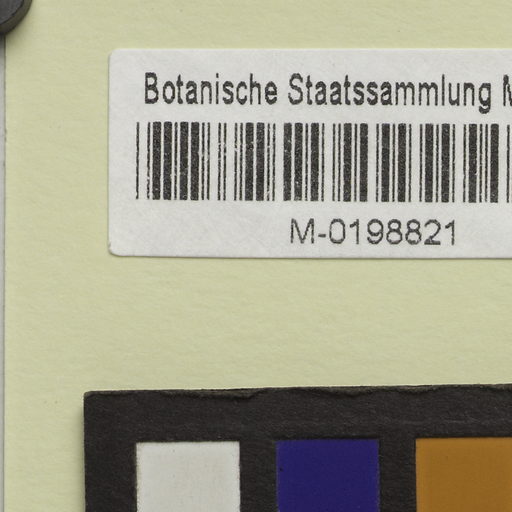 Botanische Staatssammlung
M-0198821